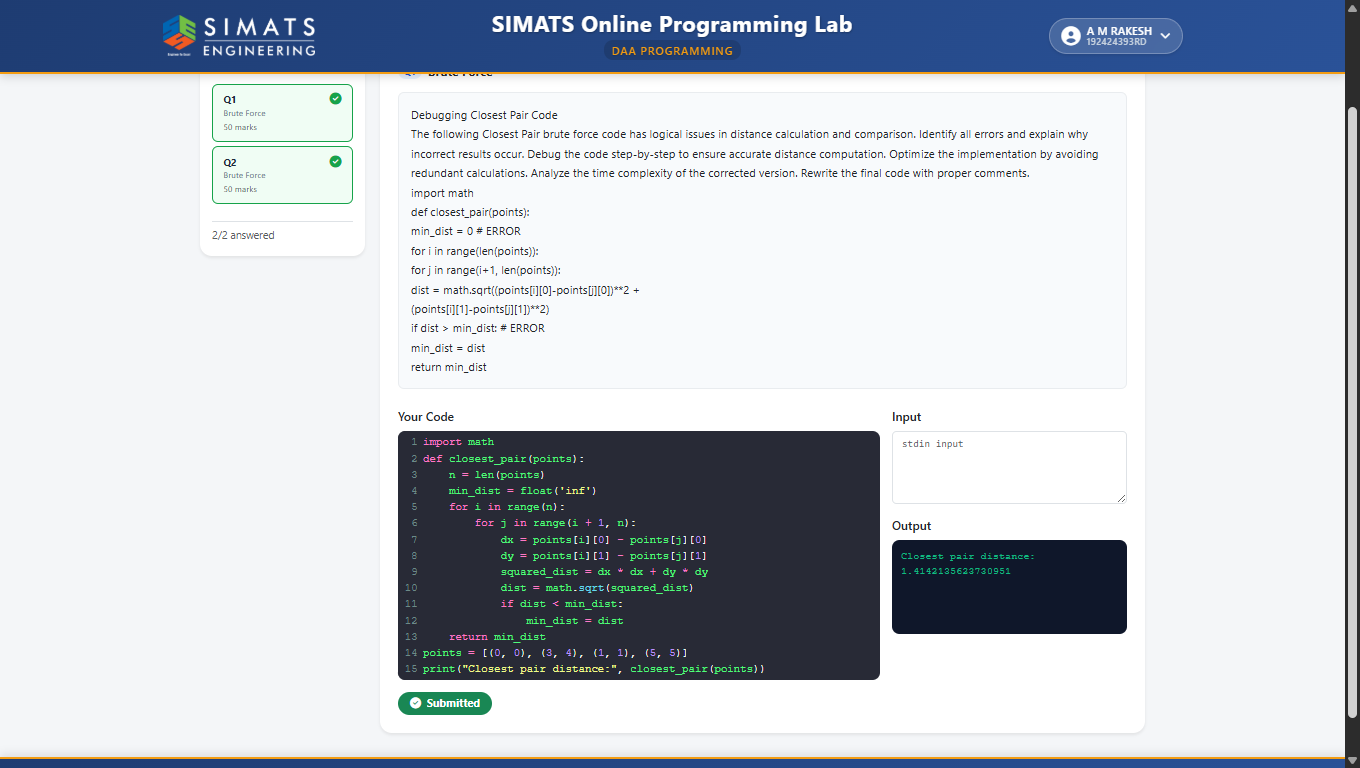 SIMATS
ENGINEERING
SIMATS Online Programming Lab
DAA PROGRAMMING
A M RAKESH
192424393RD
Q1
Brute Force
50 marks
Q2
Brute Force
50 marks
2/2 answered
Brute Force
Debugging Closest Pair Code
The following Closest Pair brute force code has logical issues in distance calculation and comparison. Identify all errors and explain why
incorrect results occur. Debug the code step-by-step to ensure accurate distance computation. Optimize the implementation by avoiding
redundant calculations. Analyze the time complexity of the corrected version. Rewrite the final code with proper comments.
import math
def closest_pair(points):
min_dist = 0 # ERROR
for i in range(len(points)):
for j in range(i+1, len(points)):
dist = math.sqrt((points[i][0]-points[j][0])**2 +
(points[i][1]-points[j][1])**2)
if dist > min_dist: # ERROR
min_dist = dist
return min_dist
Your Code
1 import math
2 def closest_pair(points):
3     n = len(points)
4     min_dist = float('inf')
5     for i in range(n):
6         for j in range(i + 1, n):
7             dx = points[i][0] - points[j][0]
8             dy = points[i][1] - points[j][1]
9             squared_dist = dx * dx + dy * dy
10             dist = math.sqrt(squared_dist)
11             if dist < min_dist:
12                 min_dist = dist
13     return min_dist
14 points = [(0, 0), (3, 4), (1, 1), (5, 5)]
15 print("Closest pair distance:", closest_pair(points))
Submitted
Input
stdin input
Output
Closest pair distance:
1.4142135623730951